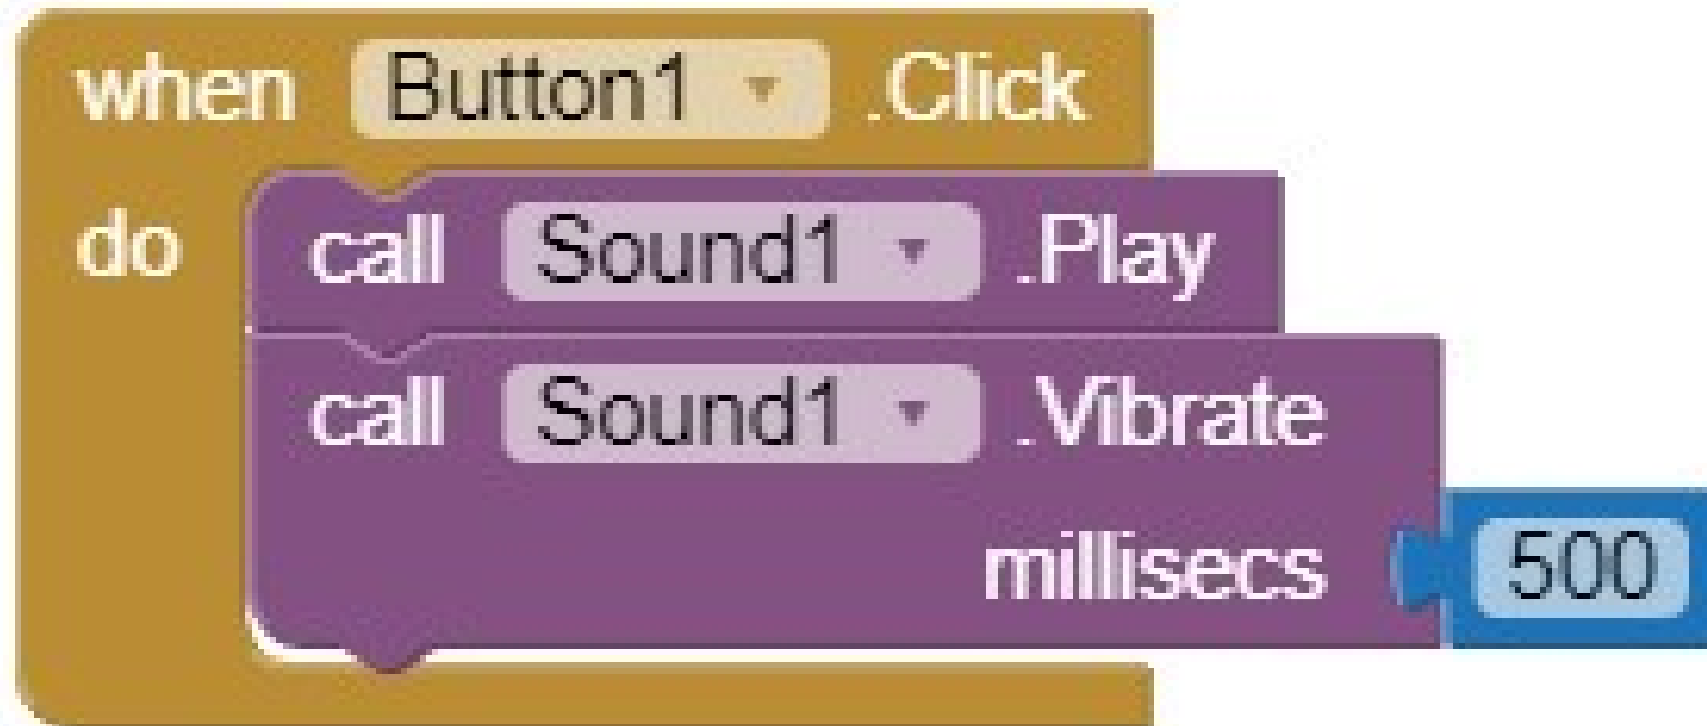 when Button1 .Click
do call Sound1 .Play
call Sound1 .Vibrate
millisecs 500